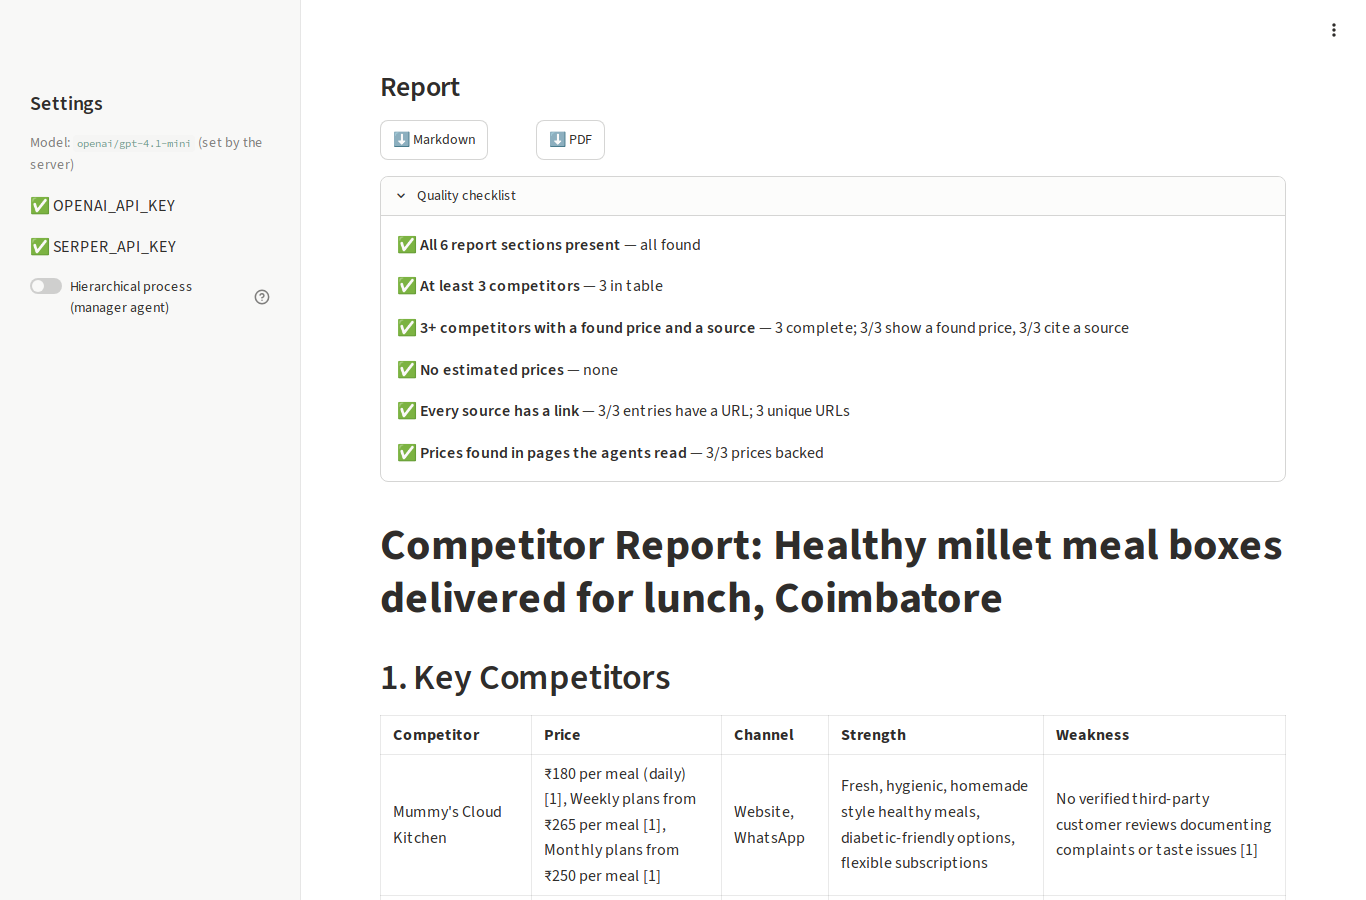 Settings
Model: openai/gpt-4.1-mini (set by the
server)
✅ OPENAI_API_KEY
✅ SERPER_API_KEY
Hierarchical process
(manager agent)
Report
⬇️ Markdown
⬇️ PDF
Quality checklist
✅ All 6 report sections present — all found
✅ At least 3 competitors — 3 in table
✅ 3+ competitors with a found price and a source — 3 complete; 3/3 show a found price, 3/3 cite a source
✅ No estimated prices — none
✅ Every source has a link — 3/3 entries have a URL; 3 unique URLs
✅ Prices found in pages the agents read — 3/3 prices backed
Competitor Report: Healthy millet meal boxes
delivered for lunch, Coimbatore
1. Key Competitors
Competitor
Price
Channel
Strength
Weakness
Mummy's Cloud
Kitchen
₹180 per meal (daily)
[1], Weekly plans from
₹265 per meal [1],
Monthly plans from
₹250 per meal [1]
Website,
WhatsApp
Fresh, hygienic, homemade
style healthy meals,
diabetic-friendly options,
flexible subscriptions
No verified third-party
customer reviews documenting
complaints or taste issues [1]